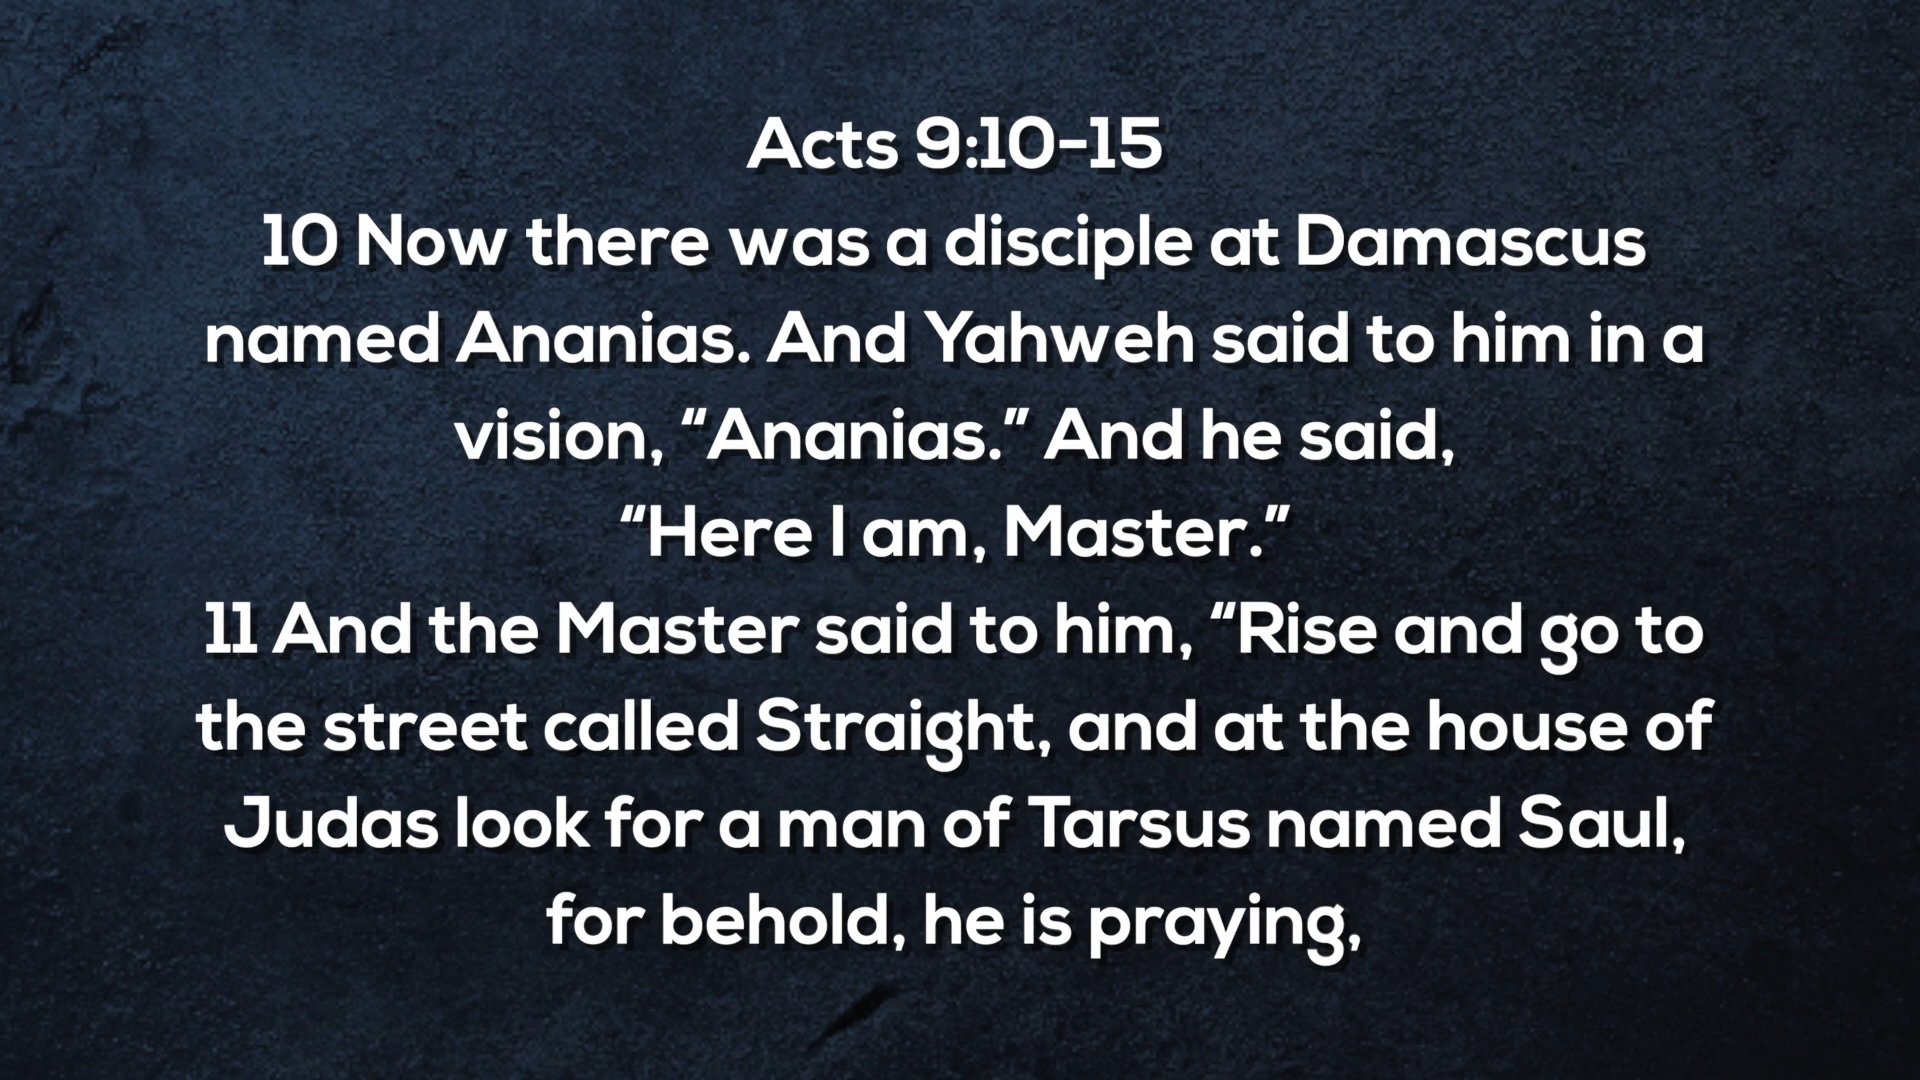 Acts 9:10-15
10 Now there was a disciple at Damascus
named Ananias. And Yahweh said to him in a
vision, “Ananias.” And he said,
“Here I am, Master.”
11 And the Master said to him, “Rise and go to
the street called Straight, and at the house of
Judas look for a man of Tarsus named Saul,
for behold, he is praying,